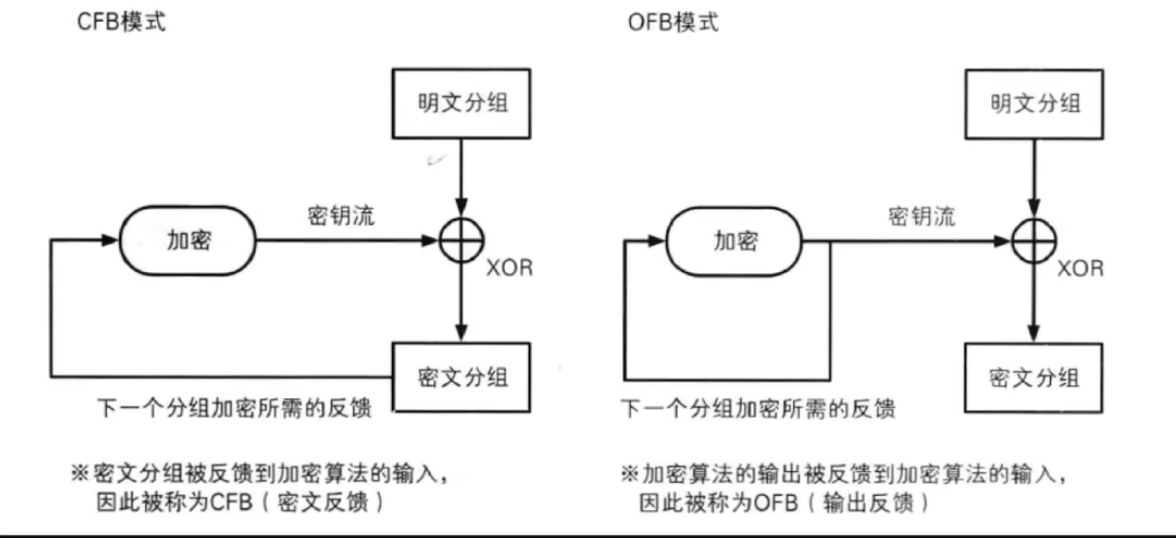 CFB模式
明文分组
加密
密钥流
XOR
密文分组
下一个分组加密所需的反馈
※密文分组被反馈到加密算法的输入，
因此被称为CFB（密文反馈）
OFB模式
明文分组
加密
密钥流
XOR
密文分组
下一个分组加密所需的反馈
※加密算法的输出被反馈到加密算法的输入，
因此被称为OFB（输出反馈）